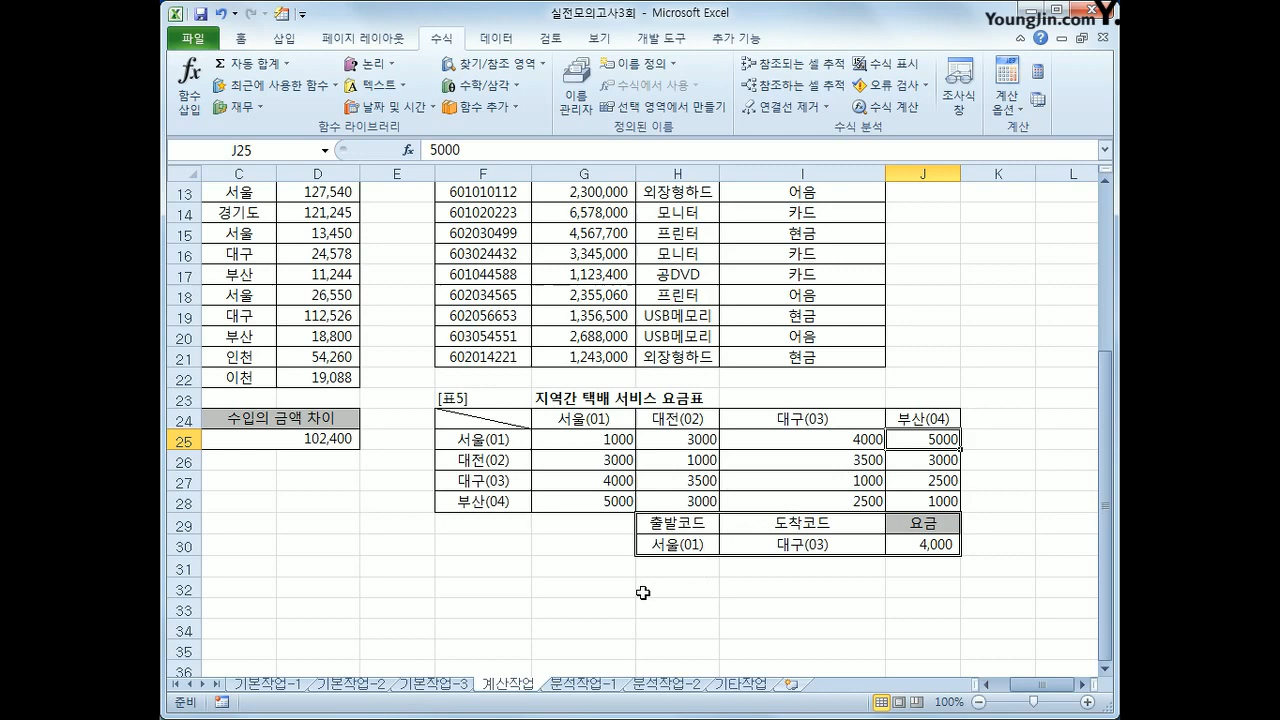 실전모의고사3회 - Microsoft Excel
YoungJin.com Y.
파일 홈 삽입 페이지 레이아웃 수식 데이터 검토 보기 개발 도구 추가 기능
fx 함수 삽입
Σ 자동 합계 논리 찾기/참조 영역
최근에 사용한 함수 텍스트 수학/삼각
재무 날짜 및 시간 함수 추가
함수 라이브러리
이름 관리자
이름 정의
수식에서 사용
선택 영역에서 만들기
정의된 이름
참조되는 셀 추적 수식 표시
참조하는 셀 추적 오류 검사
연결선 제거 수식 계산
조사식 창
수식 분석
계산 옵션
계산
J25 fx 5000
C D E F G H I J K L
13 서울 127,540 601010112 2,300,000 외장형하드 어음
14 경기도 121,245 601020223 6,578,000 모니터 카드
15 서울 13,450 602030499 4,567,700 프린터 현금
16 대구 24,578 603024432 3,345,000 모니터 카드
17 부산 11,244 601044588 1,123,400 공DVD 카드
18 서울 26,550 602034565 2,355,060 프린터 어음
19 대구 112,526 602056653 1,356,500 USB메모리 현금
20 부산 18,800 603054551 2,688,000 USB메모리 어음
21 인천 54,260 602014221 1,243,000 외장형하드 현금
22 이천 19,088
23 [표5] 지역간 택배 서비스 요금표
24 수입의 금액 차이 서울(01) 대전(02) 대구(03) 부산(04)
25 102,400 서울(01) 1000 3000 4000 5000
26 대전(02) 3000 1000 3500 3000
27 대구(03) 4000 3500 1000 2500
28 부산(04) 5000 3000 2500 1000
29 출발코드 도착코드 요금
30 서울(01) 대구(03) 4,000
31
32
33
34
35
36
기본작업-1 기본작업-2 기본작업-3 계산작업 분석작업-1 분석작업-2 기타작업
준비 100%